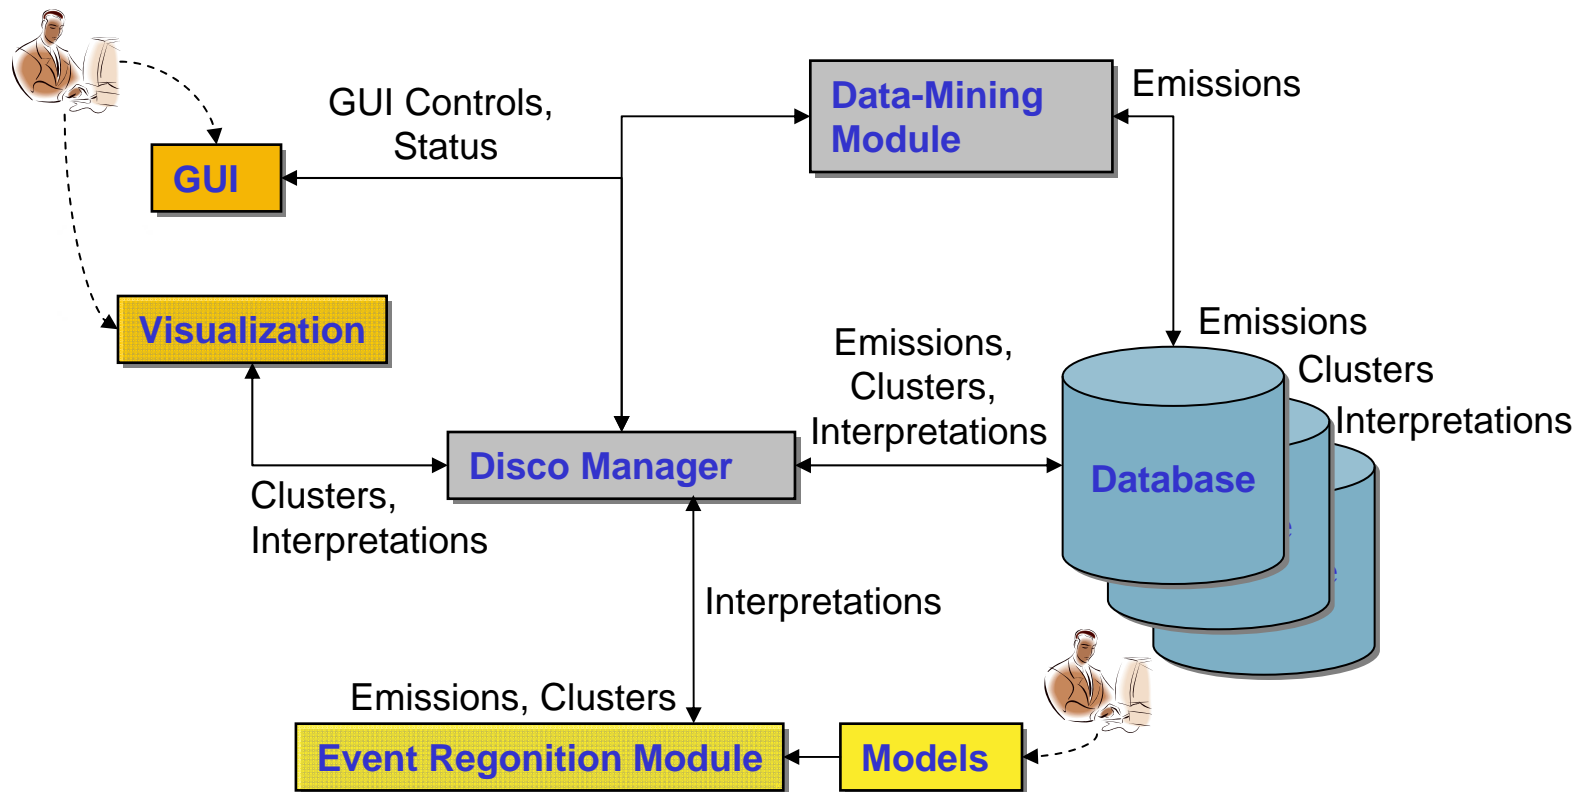 GUI Controls,
Status
Data-Mining
Module
Emissions
GUI
Visualization
Emissions,
Clusters,
Interpretations
Emissions
Clusters
Interpretations
Disco Manager
Database
Clusters,
Interpretations
Interpretations
Emissions, Clusters
Event Regonition Module
Models